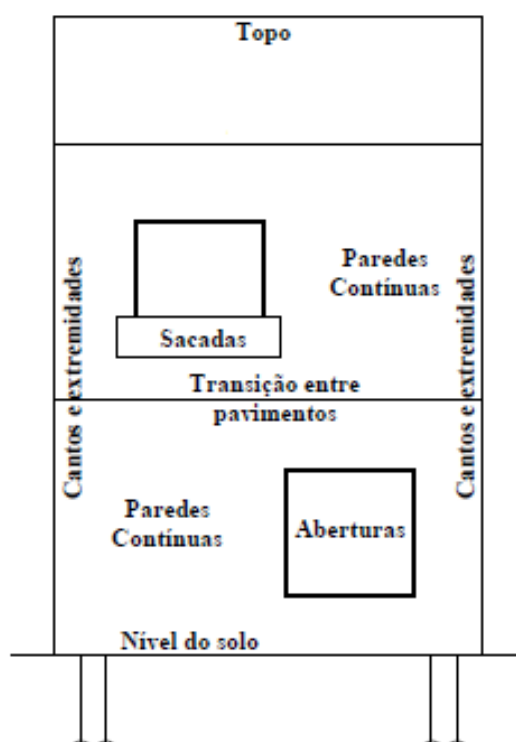 Topo
Paredes
Contínuas
Cantos e extremidades
Cantos e extremidades
Sacadas
Transição entre
pavimentos
Paredes
Contínuas
Aberturas
Nível do solo